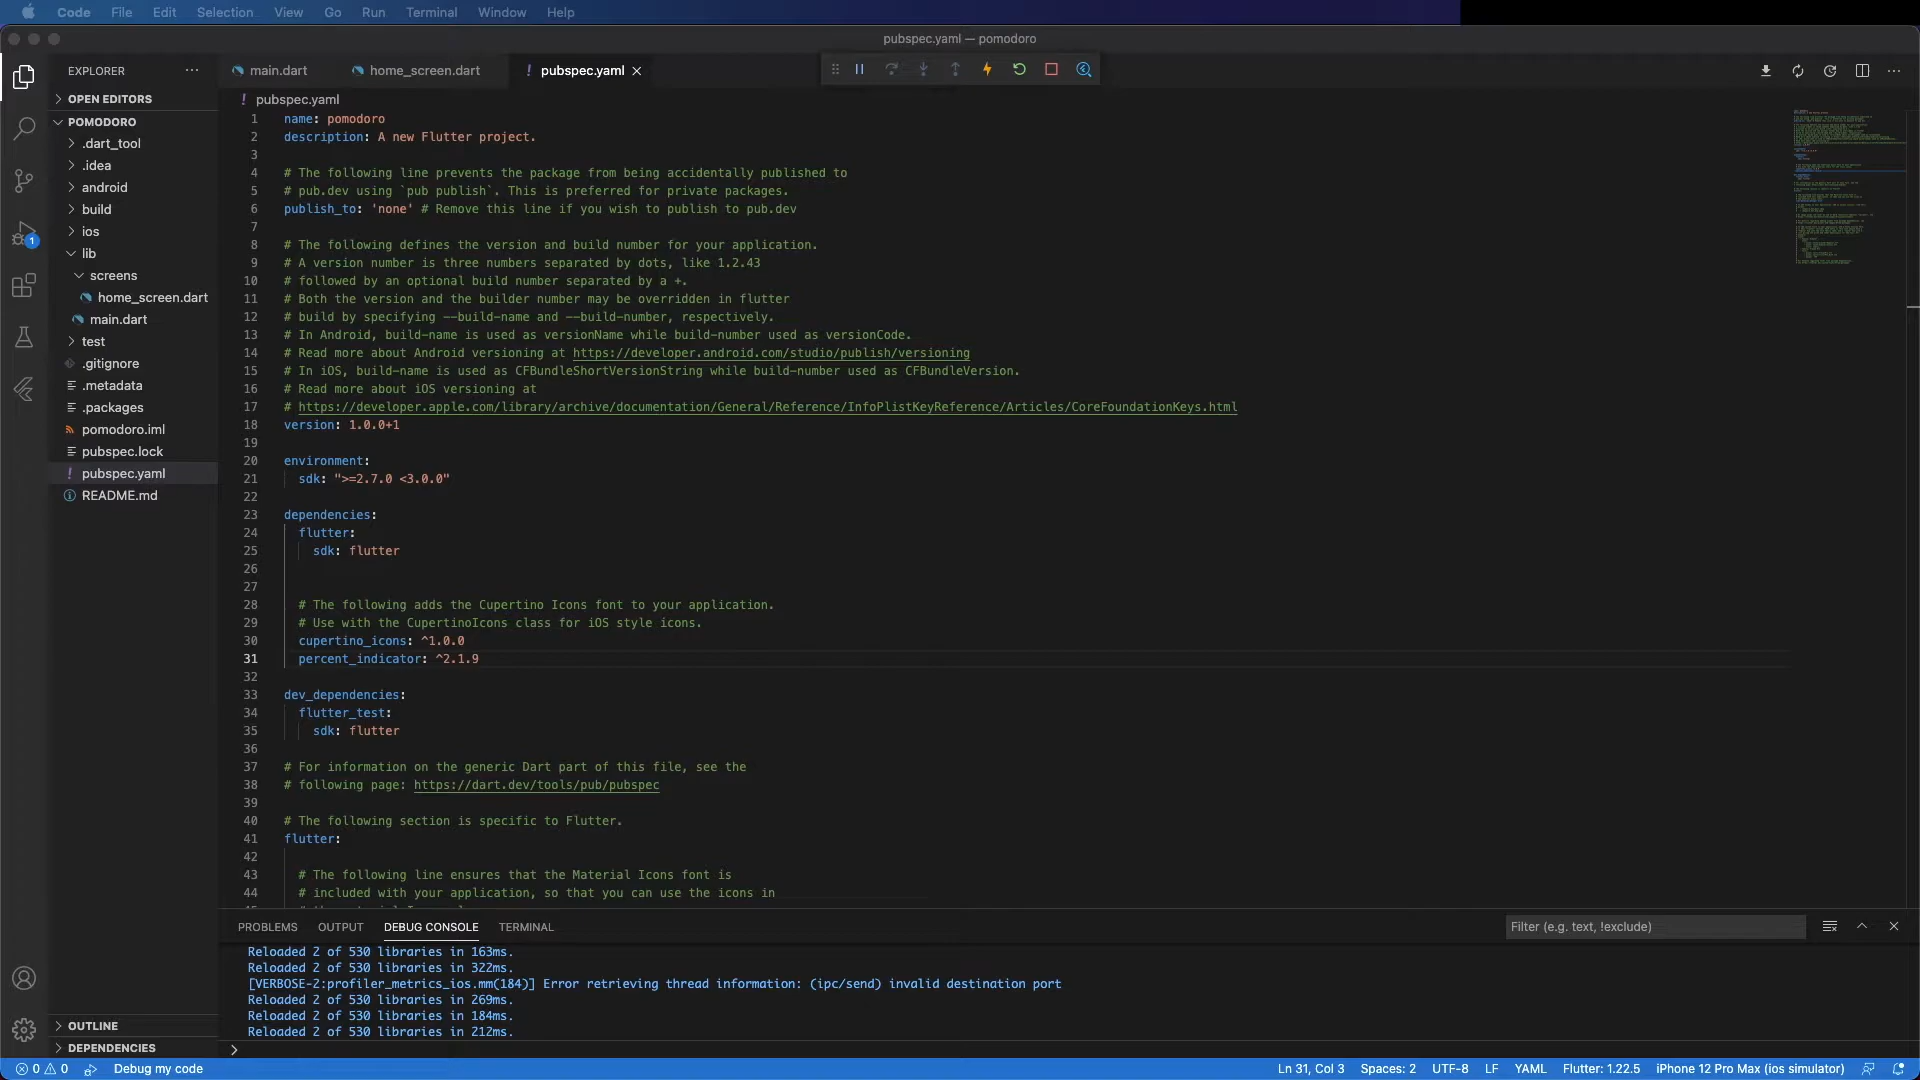 Code File Edit Selection View Go Run Terminal Window Help
pubspec.yaml — pomodoro
EXPLORER
main.dart
home_screen.dart
! pubspec.yaml
OPEN EDITORS
! pubspec.yaml
POMODORO
.dart_tool
.idea
android
build
ios
lib
screens
home_screen.dart
main.dart
test
.gitignore
.metadata
.packages
pomodoro.iml
pubspec.lock
! pubspec.yaml
README.md
1
1 name: pomodoro
2 description: A new Flutter project.
3
4 # The following line prevents the package from being accidentally published to
5 # pub.dev using `pub publish`. This is preferred for private packages.
6 publish_to: 'none' # Remove this line if you wish to publish to pub.dev
7
8 # The following defines the version and build number for your application.
9 # A version number is three numbers separated by dots, like 1.2.43
10 # followed by an optional build number separated by a +.
11 # Both the version and the builder number may be overridden in flutter
12 # build by specifying --build-name and --build-number, respectively.
13 # In Android, build-name is used as versionName while build-number used as versionCode.
14 # Read more about Android versioning at https://developer.android.com/studio/publish/versioning
15 # In iOS, build-name is used as CFBundleShortVersionString while build-number used as CFBundleVersion.
16 # Read more about iOS versioning at
17 # https://developer.apple.com/library/archive/documentation/General/Reference/InfoPlistKeyReference/Articles/CoreFoundationKeys.html
18 version: 1.0.0+1
19
20 environment:
21 sdk: ">=2.7.0 <3.0.0"
22
23 dependencies:
24 flutter:
25 sdk: flutter
26
27
28 # The following adds the Cupertino Icons font to your application.
29 # Use with the CupertinoIcons class for iOS style icons.
30 cupertino_icons: ^1.0.0
31 percent_indicator: ^2.1.9
32
33 dev_dependencies:
34 flutter_test:
35 sdk: flutter
36
37 # For information on the generic Dart part of this file, see the
38 # following page: https://dart.dev/tools/pub/pubspec
39
40 # The following section is specific to Flutter.
41 flutter:
42
43 # The following line ensures that the Material Icons font is
44 # included with your application, so that you can use the icons in
OUTLINE
DEPENDENCIES
PROBLEMS OUTPUT DEBUG CONSOLE TERMINAL
Filter (e.g. text, !exclude)
Reloaded 2 of 530 libraries in 163ms.
Reloaded 2 of 530 libraries in 322ms.
[VERBOSE-2:profiler_metrics_ios.mm(184)] Error retrieving thread information: (ipc/send) invalid destination port
Reloaded 2 of 530 libraries in 269ms.
Reloaded 2 of 530 libraries in 184ms.
Reloaded 2 of 530 libraries in 212ms.
0 0 Debug my code
Ln 31, Col 3 Spaces: 2 UTF-8 LF YAML Flutter: 1.22.5 iPhone 12 Pro Max (ios simulator)